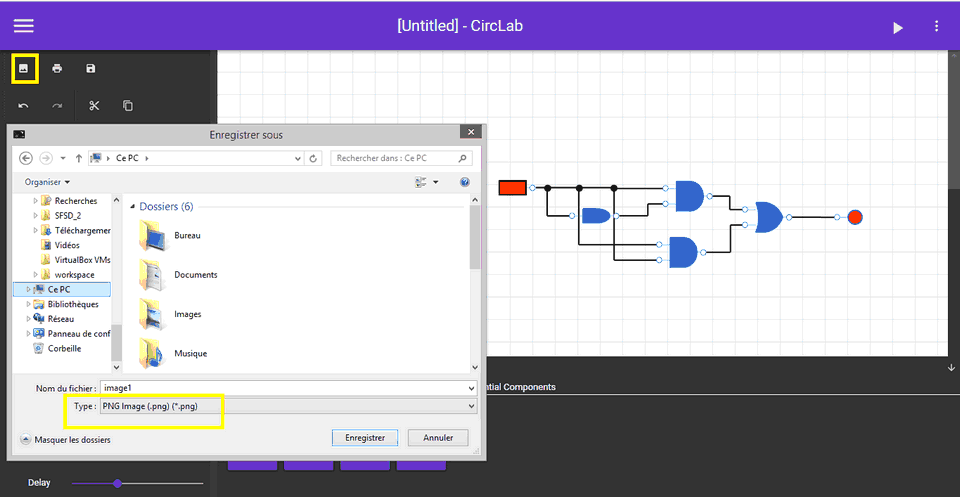 [Untitled] - CircLab
Enregistrer sous
Ce PC
Rechercher dans : Ce PC
Organiser
Recherches
SFSD_2
Téléchargemen
Vidéos
VirtualBox VMs
workspace
Ce PC
Bibliothèques
Réseau
Panneau de conf
Corbeille
Dossiers (6)
Bureau
Documents
Images
Musique
Nom du fichier : image1
Type : PNG Image (.png) (*.png)
Masquer les dossiers
Enregistrer
Annuler
ntial Components
Delay